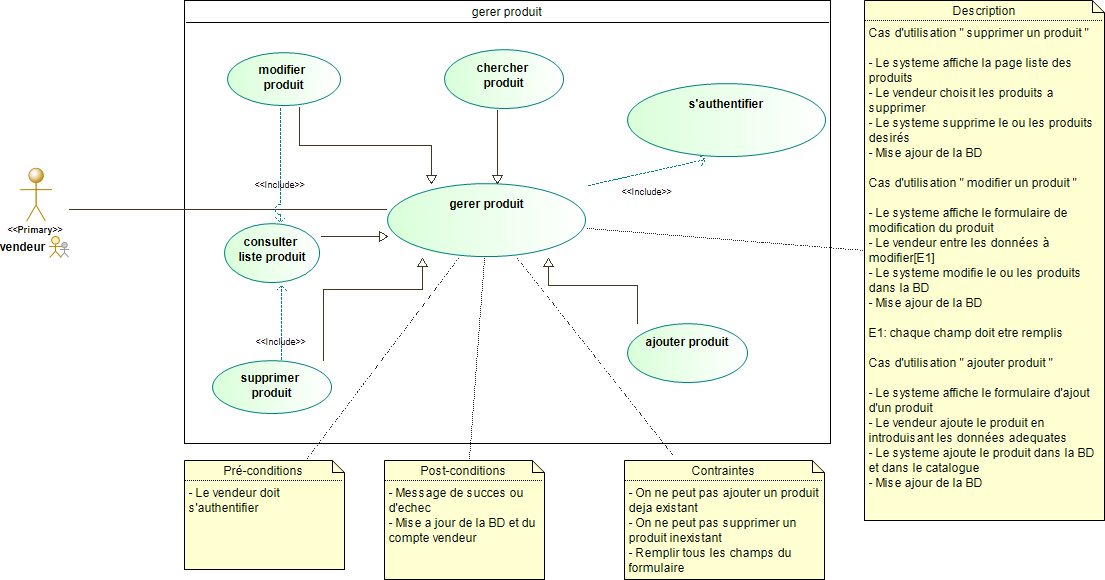 gerer produit
modifier
produit
chercher
produit
s'authentifier
<<Include>>
<<Include>>
gerer produit
<<Primary>>
vendeur
consulter
liste produit
<<Include>>
ajouter produit
supprimer
produit
Pré-conditions
- Le vendeur doit
s'authentifier
Post-conditions
- Message de succes ou
d'echec
- Mise a jour de la BD et du
compte vendeur
Contraintes
- On ne peut pas ajouter un produit
deja existant
- On ne peut pas supprimer un
produit inexistant
- Remplir tous les champs du
formulaire
Description
Cas d'utilisation " supprimer un produit "
- Le systeme affiche la page liste des
produits
- Le vendeur choisit les produits a
supprimer
- Le systeme supprime le ou les produits
desirés
- Mise ajour de la BD
Cas d'utilisation " modifier un produit "
- Le systeme affiche le formulaire de
modification du produit
- Le vendeur entre les données à
modifier[E1]
- Le systeme modifie le ou les produits
dans la BD
- Mise ajour de la BD
E1: chaque champ doit etre remplis
Cas d'utilisation " ajouter produit "
- Le systeme affiche le formulaire d'ajout
d'un produit
- Le vendeur ajoute le produit en
introduisant les données adequates
- Le systeme ajoute le produit dans la BD
et dans le catalogue
- Mise ajour de la BD